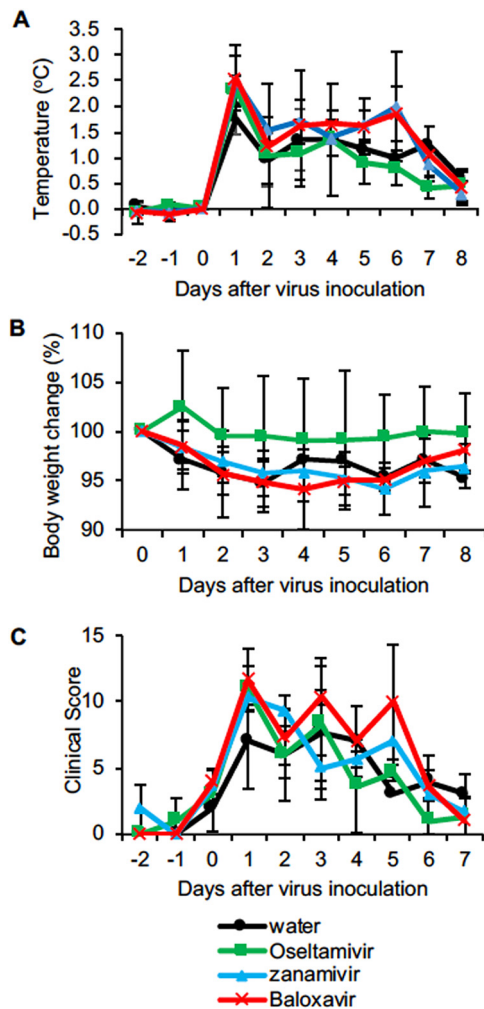 A
Temperature (ºC)
3.5
3.0
2.5
2.0
1.5
1.0
0.5
0.0
-0.5
-2 -1 0 1 2 3 4 5 6 7 8
Days after virus inoculation
B
Body weight change (%)
110
105
100
95
90
0 1 2 3 4 5 6 7 8
Days after virus inoculation
C
Clinical Score
15
10
5
0
-2 -1 0 1 2 3 4 5 6 7
Days after virus inoculation
water
Oseltamivir
zanamivir
Baloxavir